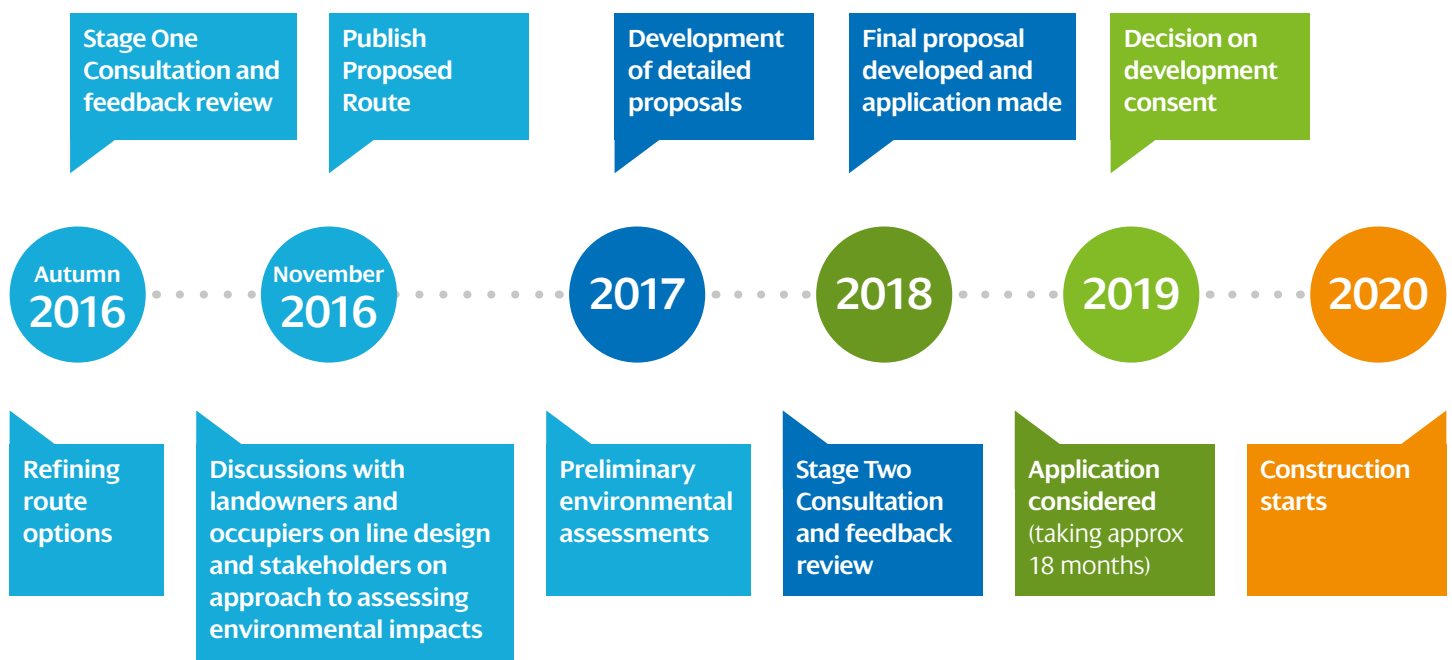 Stage One
Consultation and
feedback review
Publish
Proposed
Route
Development
of detailed
proposals
Final proposal
developed and
application made
Decision on
development
consent
Autumn
2016
November
2016
2017
2018
2019
2020
Refining
route
options
Discussions with
landowners and
occupiers on line design
and stakeholders on
approach to assessing
environmental impacts
Preliminary
environmental
assessments
Stage Two
Consultation
and feedback
review
Application
considered
(taking approx
18 months)
Construction
starts